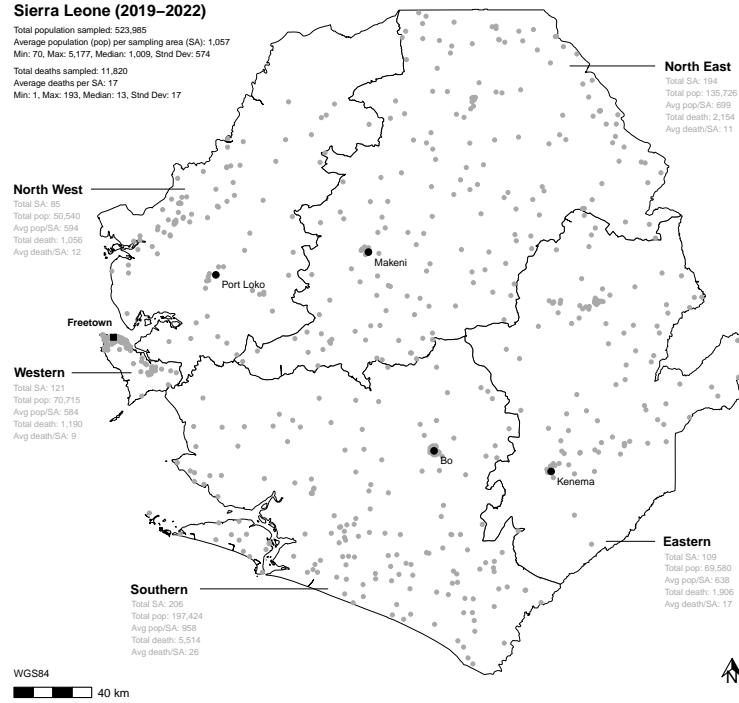 Sierra Leone (2019–2022)
Total population sampled: 523,985
Average population (pop) per sampling area (SA): 1,057
Min: 70, Max: 5,177, Median: 1,009, Stnd Dev: 574
Total deaths sampled: 11,820
Average deaths per SA: 17
Min: 1, Max: 193, Median: 13, Stnd Dev: 17
North East
Total SA: 194
Total pop: 135,726
Avg pop/SA: 699
Total death: 2,154
Avg death/SA: 11
North West
Total SA: 85
Total pop: 50,540
Avg pop/SA: 594
Total death: 1,056
Avg death/SA: 12
Makeni
Port Loko
Freetown
Western
Total SA: 121
Total pop: 70,715
Avg pop/SA: 584
Total death: 1,190
Avg death/SA: 9
Bo
Kenema
Eastern
Total SA: 109
Total pop: 69,580
Avg pop/SA: 638
Total death: 1,906
Avg death/SA: 17
Southern
Total SA: 206
Total pop: 197,424
Avg pop/SA: 958
Total death: 5,514
Avg death/SA: 26
WGS84
40 km
N